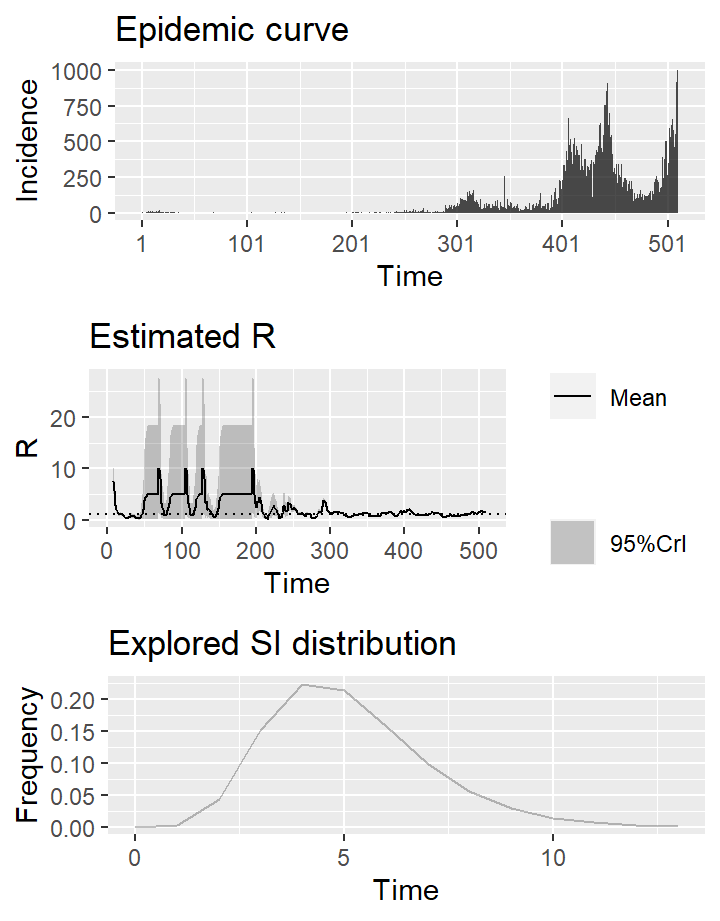 Epidemic curve
Incidence
1000
750
500
250
0
1 101 201 301 401 501
Time
Estimated R
R
20
10
0
0 100 200 300 400 500
Time
Mean
95%CrI
Explored SI distribution
Frequency
0.20
0.15
0.10
0.05
0.00
0 5 10
Time